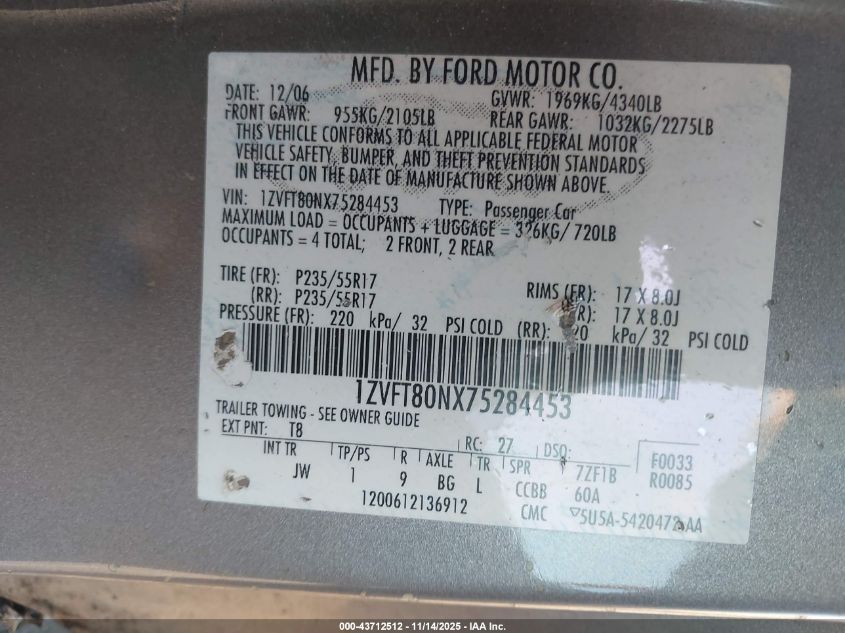 MFD. BY FORD MOTOR CO.
DATE: 12/06 GVWR: 1969KG/4340LB
FRONT GAWR: 955KG/2105LB REAR GAWR: 1032KG/2275LB
THIS VEHICLE CONFORMS TO ALL APPLICABLE FEDERAL MOTOR
VEHICLE SAFETY, BUMPER, AND THEFT PREVENTION STANDARDS
IN EFFECT ON THE DATE OF MANUFACTURE SHOWN ABOVE.
VIN: 1ZVFT80NX75284453 TYPE: Passenger Car
MAXIMUM LOAD = OCCUPANTS + LUGGAGE = 326KG/ 720LB
OCCUPANTS = 4 TOTAL; 2 FRONT, 2 REAR
TIRE (FR): P235/55R17 RIMS (FR): 17 X 8.0J
(RR): P235/55R17 R): 17 X 8.0J
PRESSURE (FR): 220 kPa/ 32 PSI COLD (RR): 20 kPa/ 32 PSI COLD
1ZVFT80NX75284453
TRAILER TOWING - SEE OWNER GUIDE
EXT PNT: T8 RC: 27 DSO:
INT TR TP/PS R AXLE TR SPR 7ZF1B F0033
JW 1 9 BG L CCBB 60A R0085
1200612136912 CMC ▽5U5A-5420472-AA
000-43712512 - 11/14/2025 - IAA Inc.